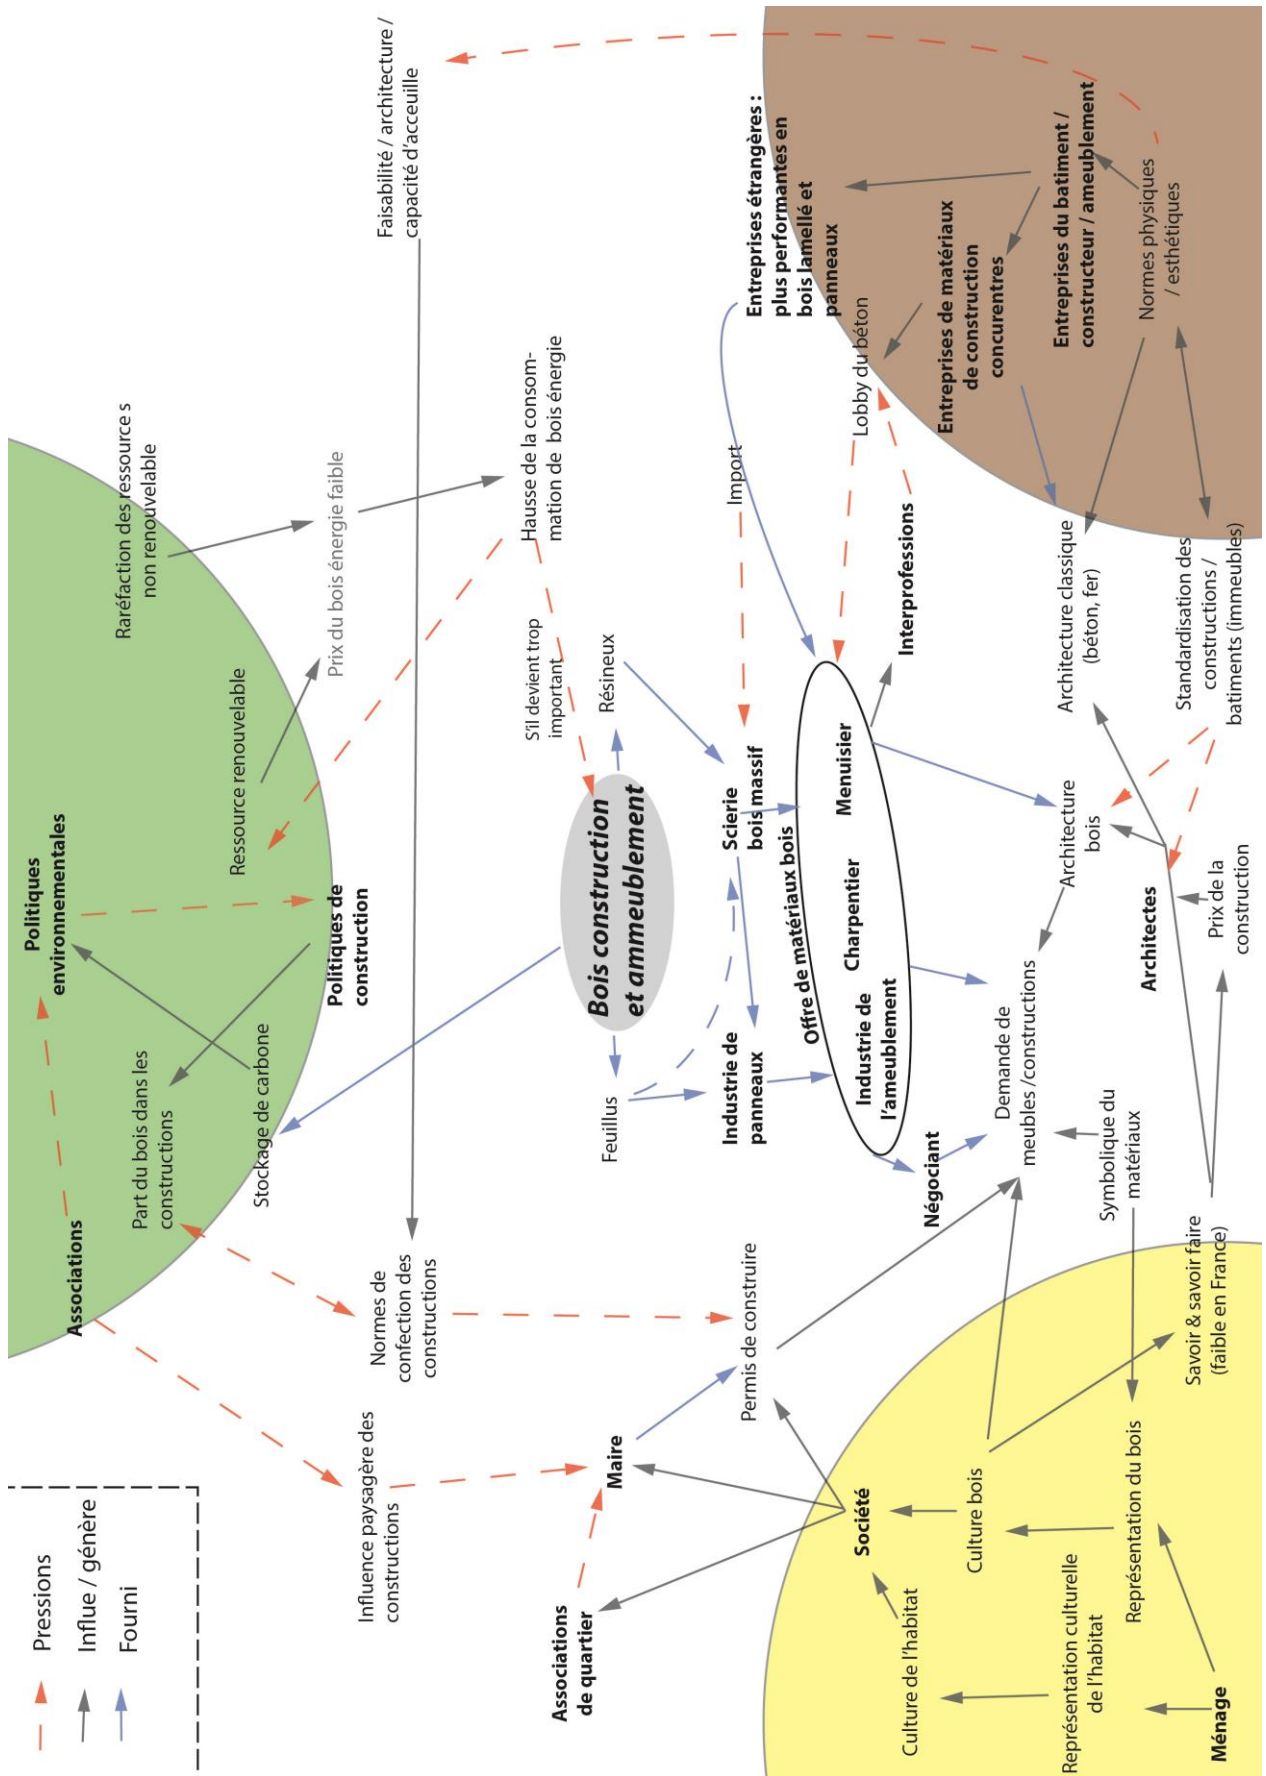 Pressions
Influe / génère
Fourni
Associations
Politiques
environnementales
Ressource renouvelable
Raréfaction des ressource s
non renouvelable
Part du bois dans les
constructions
Stockage de carbone
Politiques de
construction
Prix du bois énergie faible
Faisabilité / architecture /
capacité d'acceuille
Influence paysagère des
constructions
Normes de
confection des
constructions
Hausse de la consom-
mation de bois énergie
S'il devient trop
important
Associations
de quartier
Maire
Feuillus
Bois construction
et ammeublement
Résineux
Permis de construire
Industrie de
panneaux
Scierie
bois massif
Import
Entreprises étrangères :
plus performantes en
bois lamellé et
panneaux
Offre de matériaux bois
Industrie de
l'ameublement
Charpentier
Menuisier
Lobby du béton
Interprofessions
Entreprises de matériaux
de construction
concurentres
Société
Négociant
Culture de l'habitat
Culture bois
Demande de
meubles /constructions
Architecture
bois
Architecture classique
(béton, fer)
Entreprises du batiment /
constructeur / ameublement
Représentation culturelle
de l'habitat
Représentation du bois
Symbolique du
matériaux
Architectes
Normes physiques
/ esthétiques
Ménage
Savoir & savoir faire
(faible en France)
Prix de la
construction
Standardisation des
constructions /
batiments (immeubles)